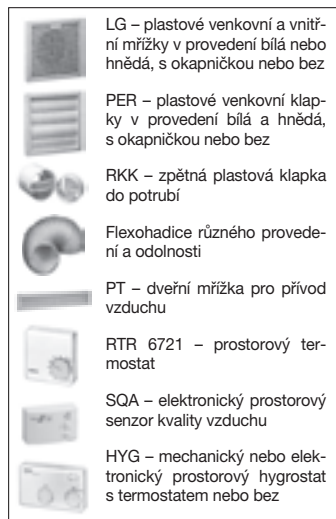 LG – plastové venkovní a vnitř-
ní mřížky v provedení bílá nebo
hnědá, s okapničkou nebo bez
PER – plastové venkovní klap-
ky v provedení bílá a hnědá,
s okapničkou nebo bez
RKK – zpětná plastová klapka
do potrubí
Flexohadice různého provede-
ní a odolnosti
PT – dveřní mřížka pro přívod
vzduchu
RTR 6721 – prostorový ter-
mostat
SQA – elektronický prostorový
senzor kvality vzduchu
HYG – mechanický nebo elek-
tronický prostorový hygrostat
s termostatem nebo bez